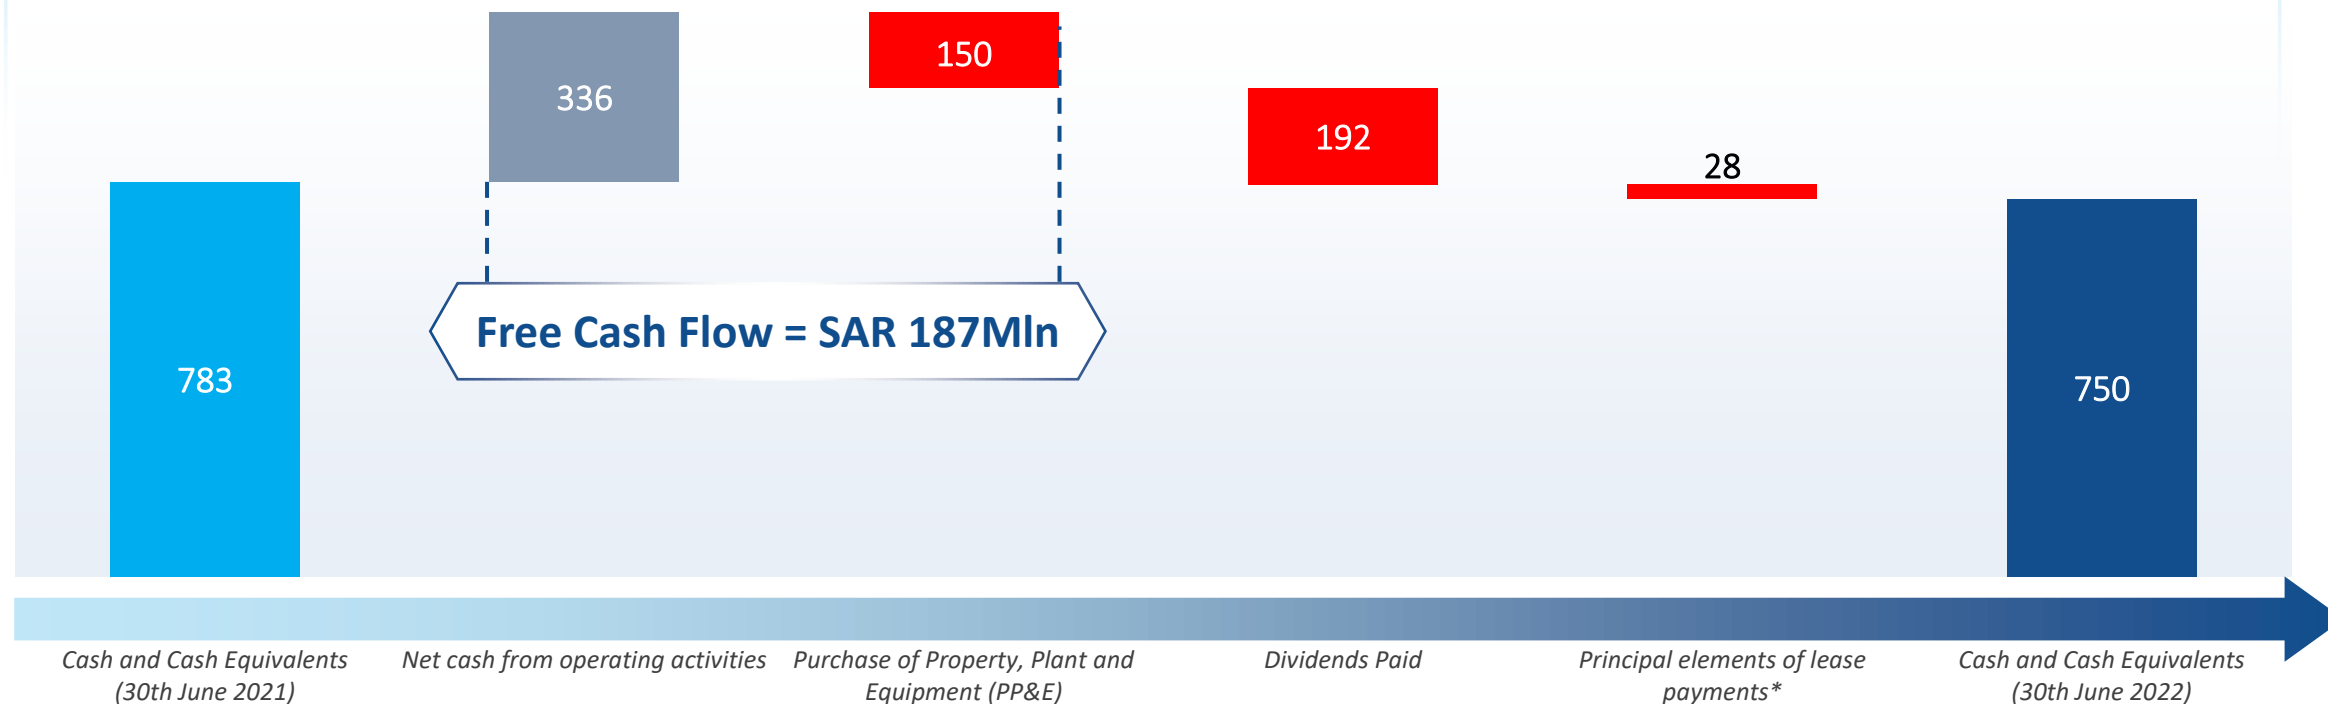 336
150
192
28
783
Free Cash Flow = SAR 187Mln
750
Cash and Cash Equivalents
(30th June 2021)
Net cash from operating activities
Purchase of Property, Plant and
Equipment (PP&E)
Dividends Paid
Principal elements of lease
payments*
Cash and Cash Equivalents
(30th June 2022)